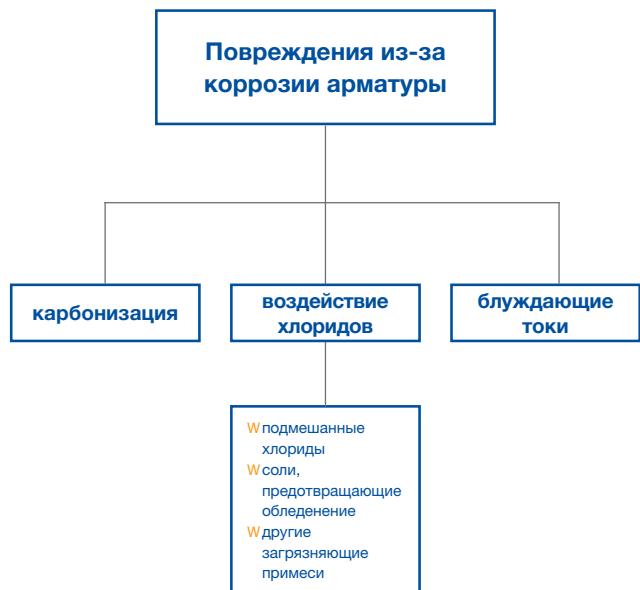 Повреждения из-за
коррозии арматуры
карбонизация
воздействие
хлоридов
блуждающие
токи
W подмешанные
хлориды
W соли,
предотвращающие
обледенение
W другие
загрязняющие
примеси